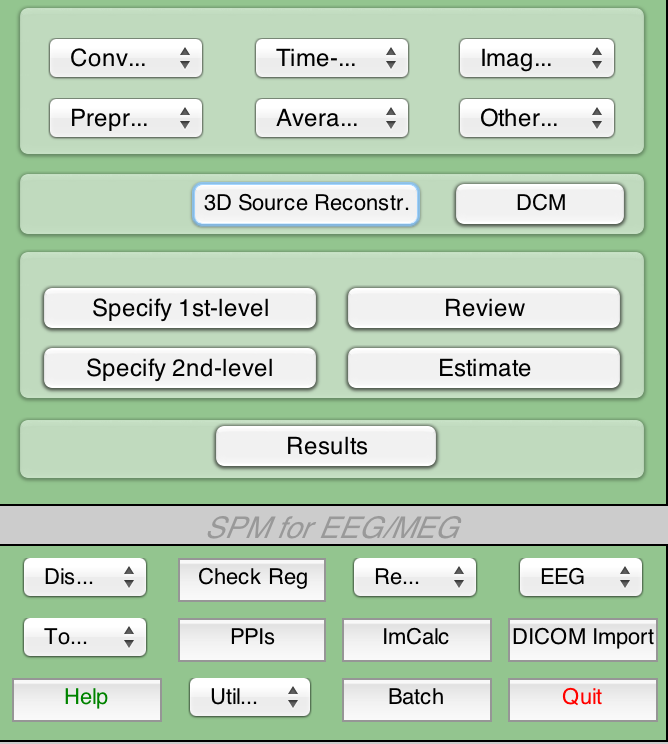 Conv... Time-... Imag...
Prepr... Avera... Other...
3D Source Reconstr. DCM
Specify 1st-level Review
Specify 2nd-level Estimate
Results
SPM for EEG/MEG
Dis... Check Reg Re... EEG
To... PPIs ImCalc DICOM Import
Help Util... Batch Quit